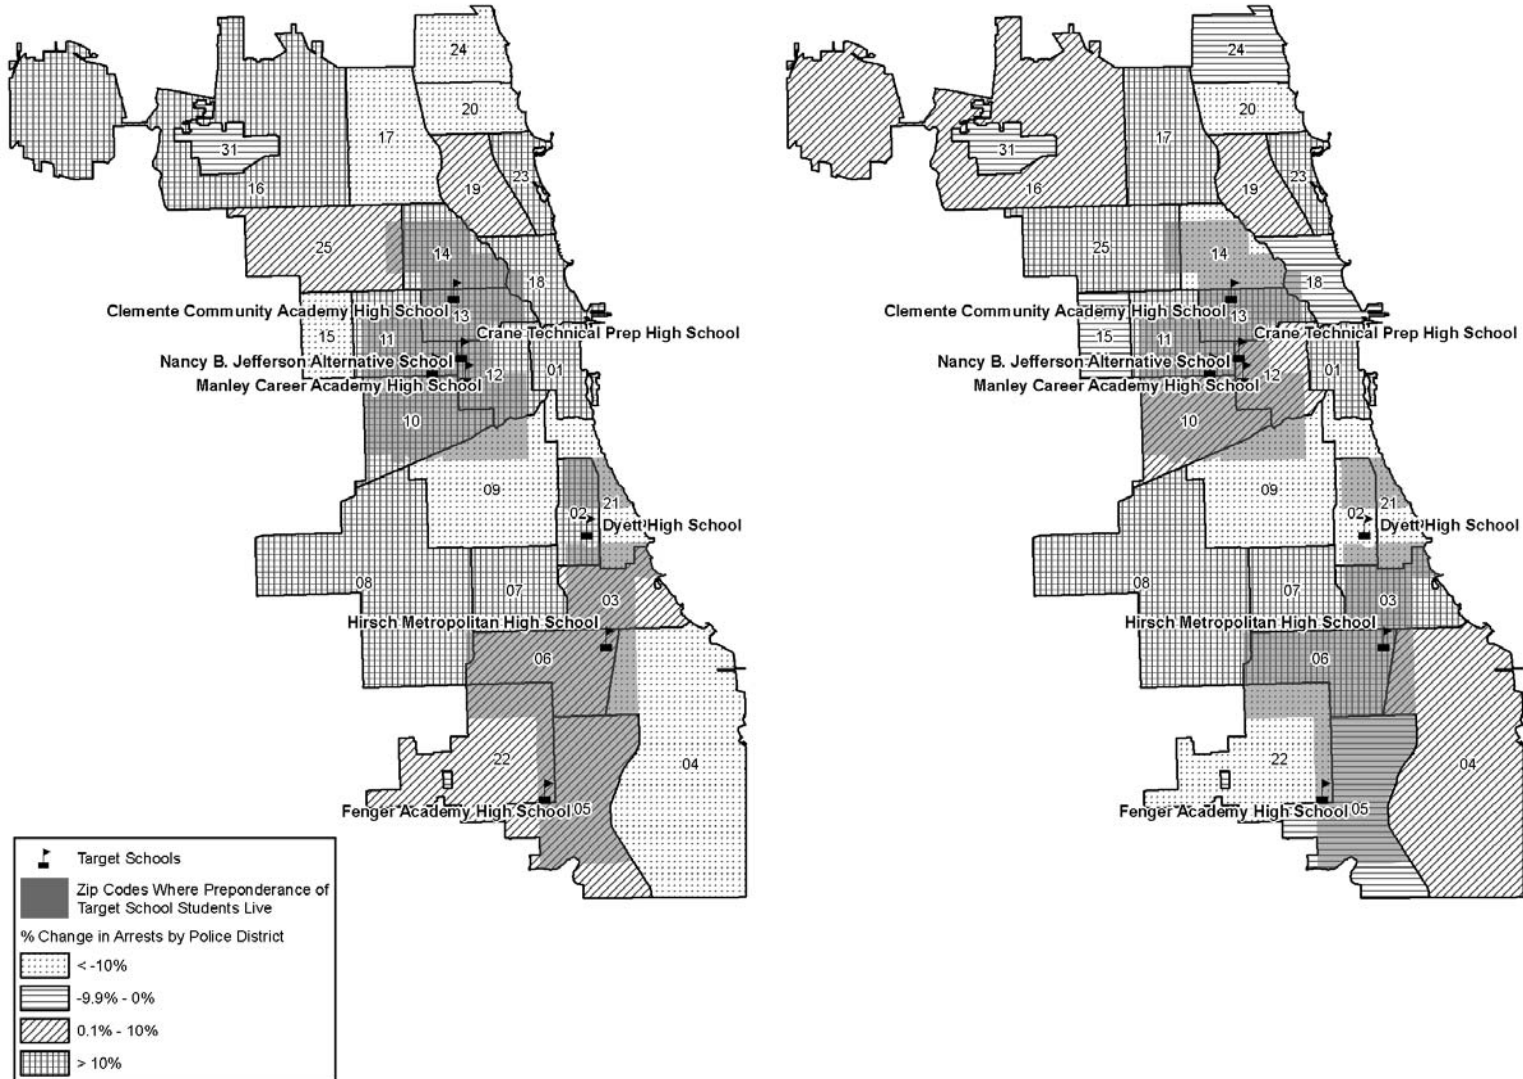 24
20
17
31
16
19
23
25
14
18
Clemente Community Academy High School
13
15
11
Crane Technical Prep High School
Nancy B. Jefferson Alternative School
12
01
Manley Career Academy High School
10
09
21
02
Dyett High School
08
07
03
Hirsch Metropolitan High School
06
22
04
Fenger Academy High School
05
24
20
17
31
16
19
23
25
14
18
Clemente Community Academy High School
13
15
11
Crane Technical Prep High School
Nancy B. Jefferson Alternative School
12
01
Manley Career Academy High School
10
09
21
02
Dyett High School
08
07
03
Hirsch Metropolitan High School
06
22
04
Fenger Academy High School
05
Target Schools
Zip Codes Where Preponderance of
Target School Students Live
% Change in Arrests by Police District
< -10%
-9.9% - 0%
0.1% - 10%
> 10%